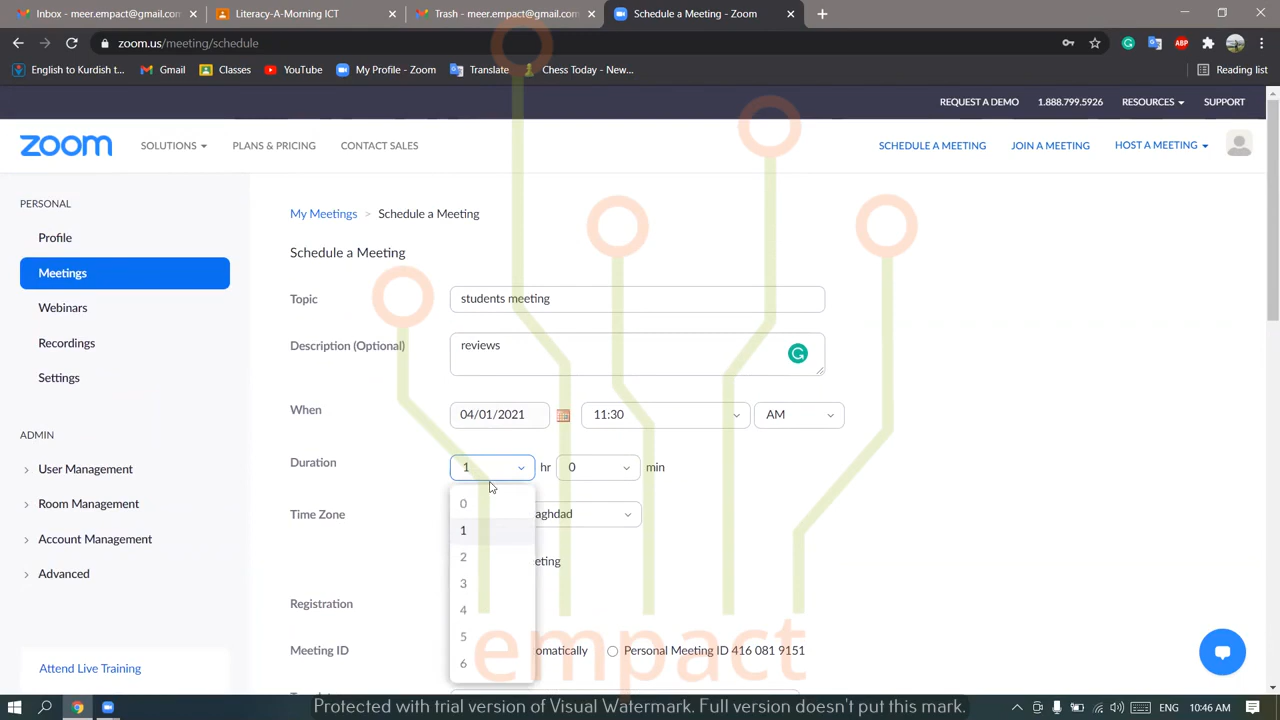 Inbox - meer.empact@gmail.com
Literacy-A-Morning ICT
Trash - meer.empact@gmail.com
Schedule a Meeting - Zoom
zoom.us/meeting/schedule
ABP
English to Kurdish tr...
Gmail
Classes
YouTube
My Profile - Zoom
Translate
Chess Today - New...
Reading list
REQUEST A DEMO
1.888.799.5926
RESOURCES
SUPPORT
zoom
SOLUTIONS
PLANS & PRICING
CONTACT SALES
SCHEDULE A MEETING
JOIN A MEETING
HOST A MEETING
PERSONAL
Profile
Meetings
Webinars
Recordings
Settings
ADMIN
User Management
Room Management
Account Management
Advanced
Attend Live Training
My Meetings > Schedule a Meeting
Schedule a Meeting
Topic
students meeting
Description (Optional)
reviews
When
04/01/2021
11:30
AM
Duration
1
hr
0
min
0
1
2
3
4
5
6
Time Zone
aghdad
eting
Registration
Meeting ID
omatically
Personal Meeting ID 416 081 9151
empact
Protected with trial version of Visual Watermark. Full version doesn't put this mark.
ENG
10:46 AM